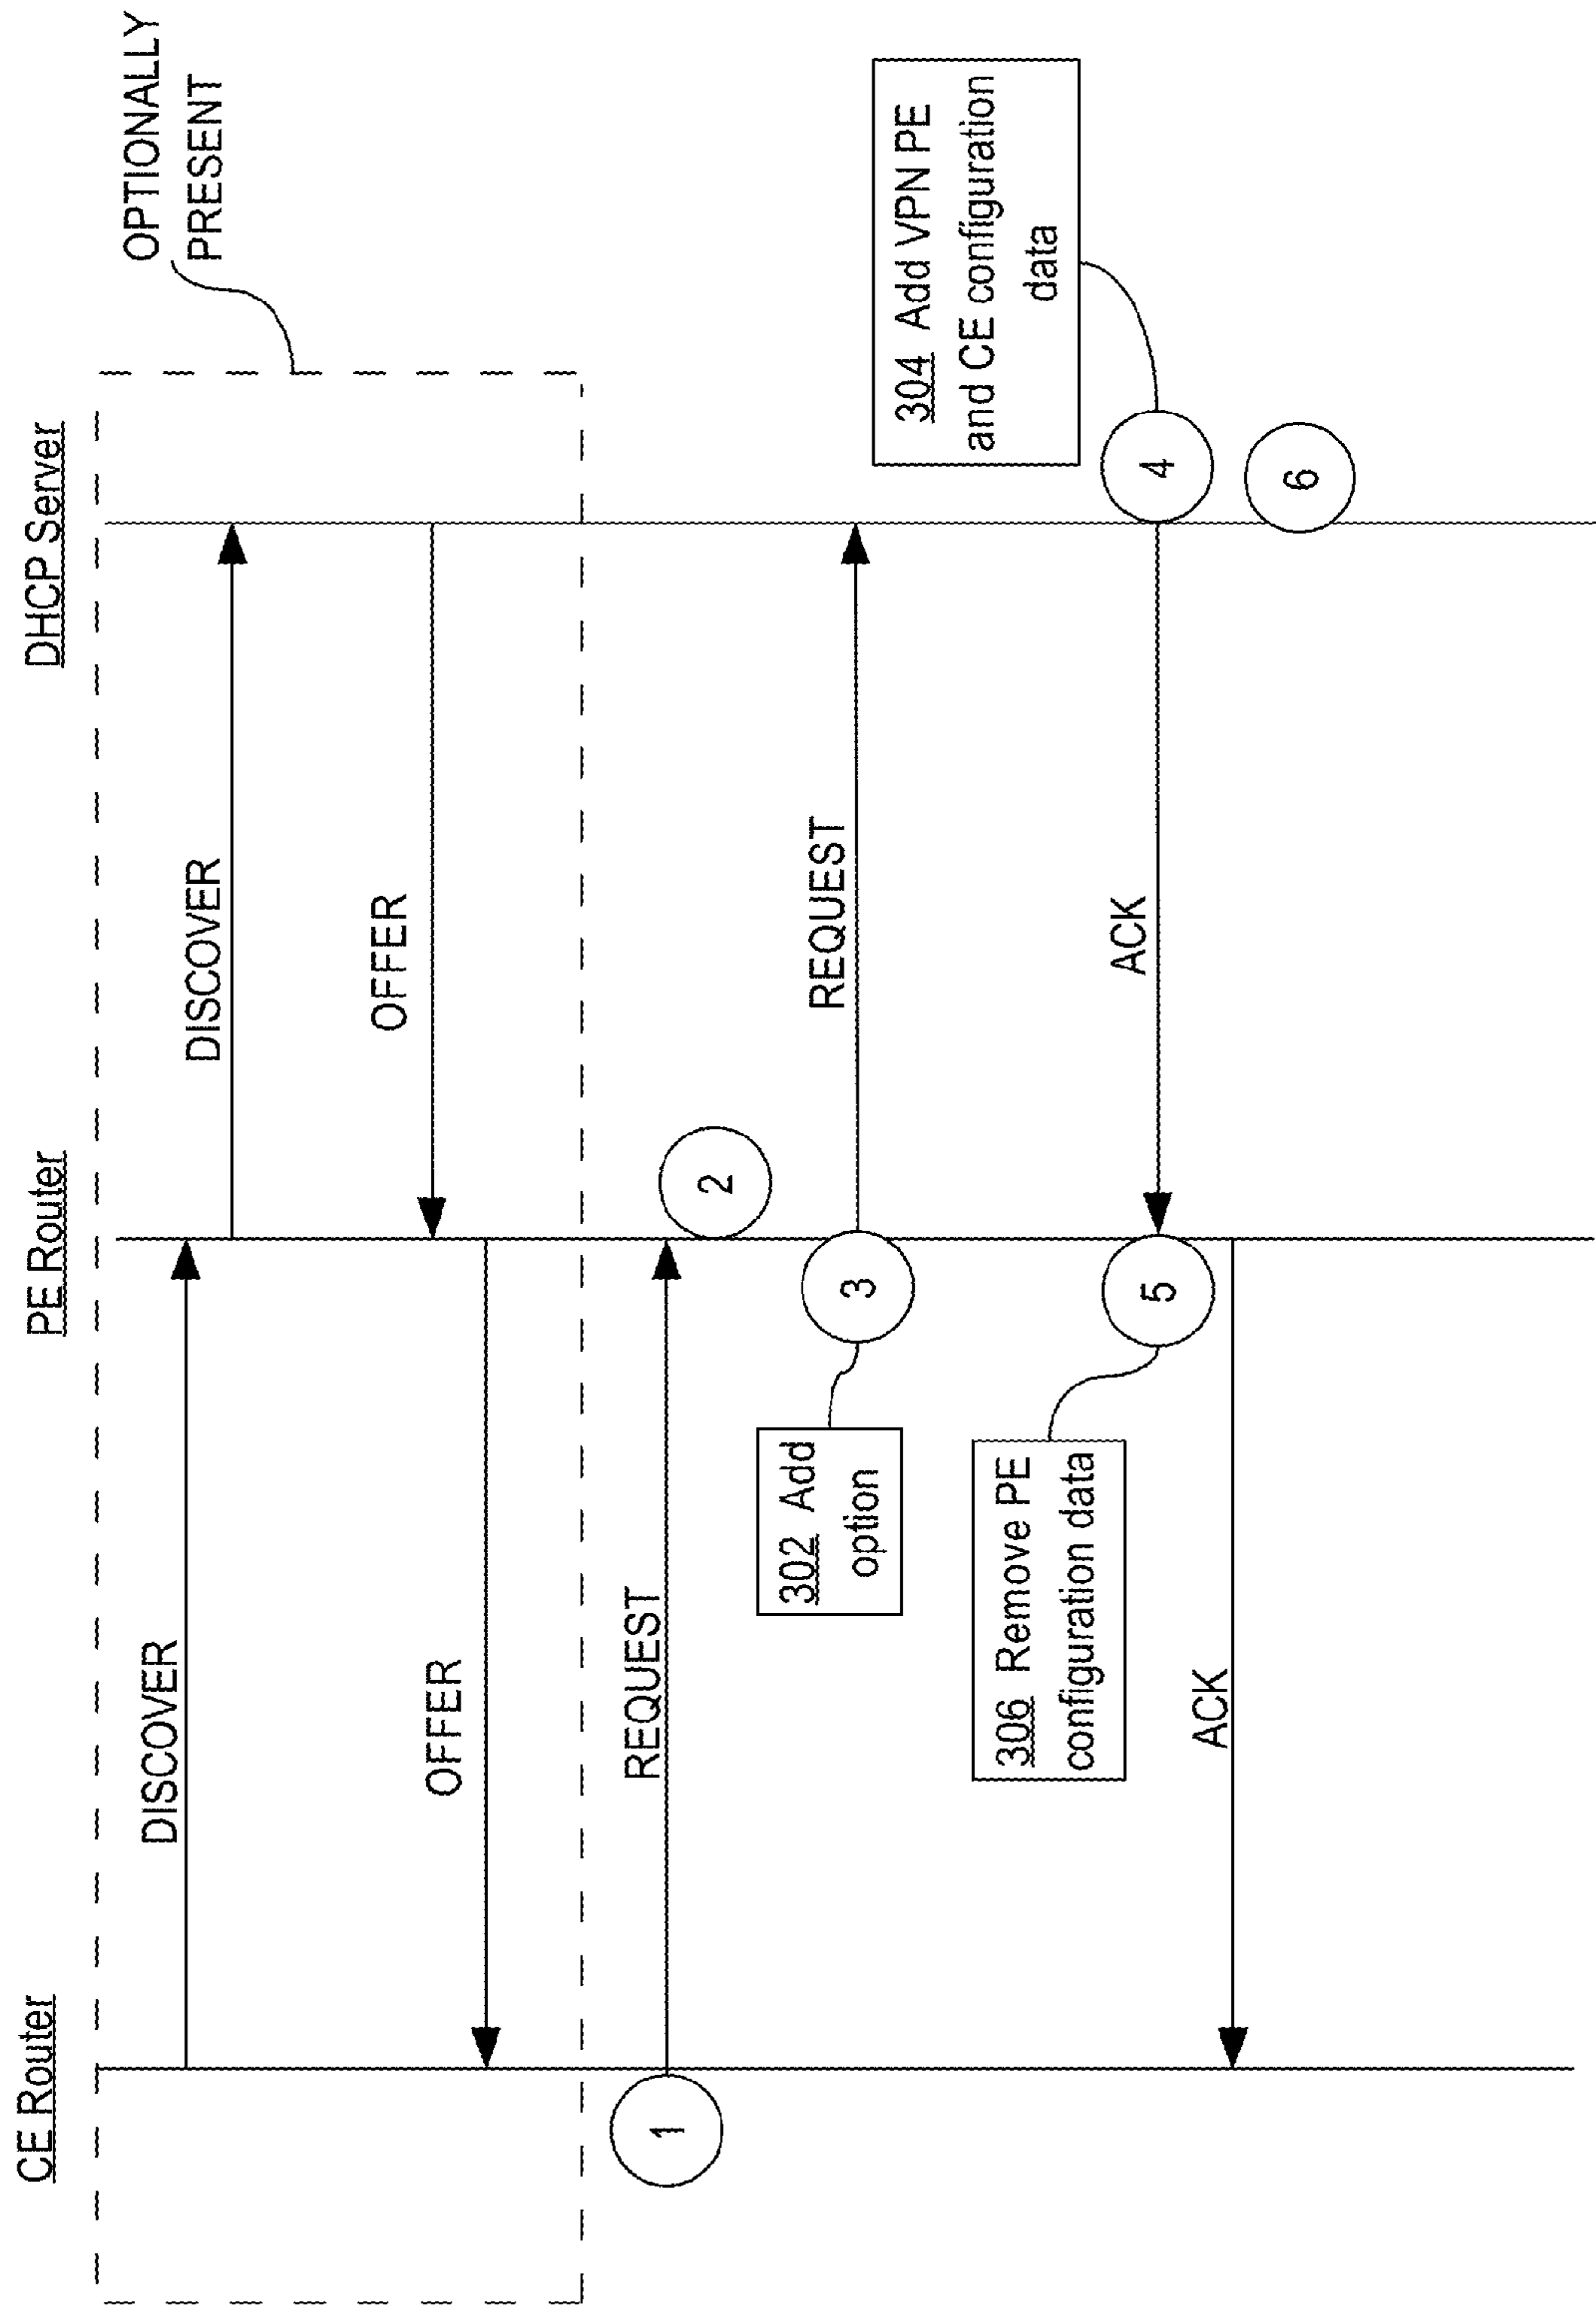 CE Router
PE Router
DHCP Server
OPTIONALLY
PRESENT
DISCOVER
DISCOVER
OFFER
OFFER
REQUEST
1
2
302 Add
option
3
REQUEST
304 Add VPN PE
and CE configuration
data
4
ACK
306 Remove PE
configuration data
5
ACK
6